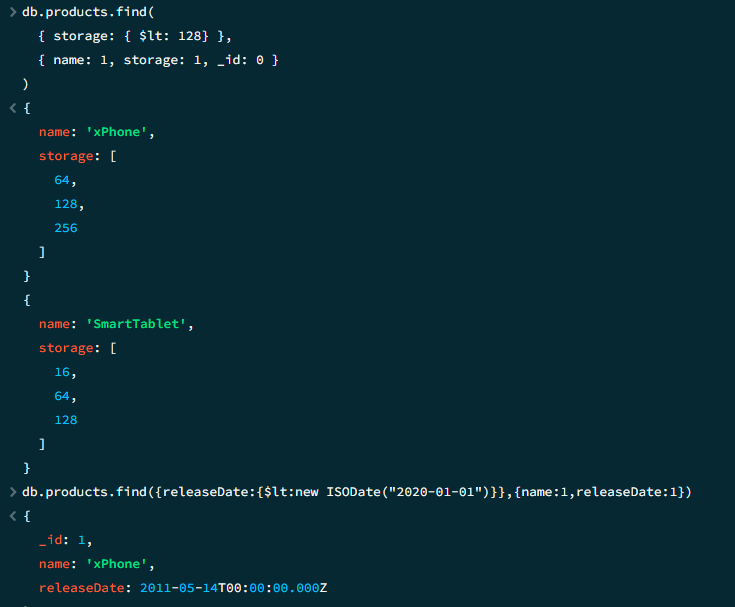 > db.products.find(
{ storage: { $lt: 128} },
{ name: 1, storage: 1, _id: 0 }
)
< {
name: 'xPhone',
storage: [
64,
128,
256
]
}
{
name: 'SmartTablet',
storage: [
16,
64,
128
]
}
> db.products.find({releaseDate:{$lt:new ISODate("2020-01-01")}},{name:1,releaseDate:1})
< {
_id: 1,
name: 'xPhone',
releaseDate: 2011-05-14T00:00:00.000Z